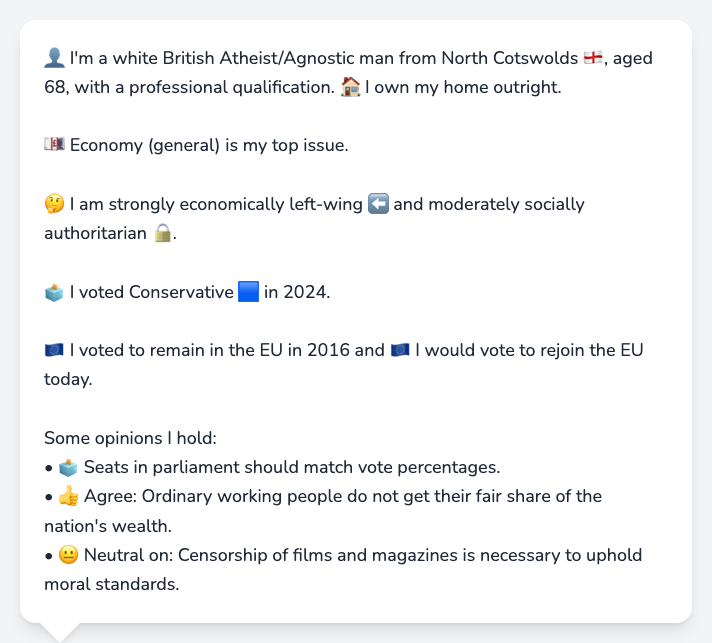 👤 I'm a white British Atheist/Agnostic man from North Cotswolds 🏴󠁧󠁢󠁥󠁮󠁧󠁿, aged
68, with a professional qualification. 🏠 I own my home outright.
💷 Economy (general) is my top issue.
🤔 I am strongly economically left-wing ⬅️ and moderately socially
authoritarian 🔒.
🗳️ I voted Conservative 🟦 in 2024.
🇪🇺 I voted to remain in the EU in 2016 and 🇪🇺 I would vote to rejoin the EU
today.
Some opinions I hold:
• 🗳️ Seats in parliament should match vote percentages.
• 👍 Agree: Ordinary working people do not get their fair share of the
nation's wealth.
• 😐 Neutral on: Censorship of films and magazines is necessary to uphold
moral standards.